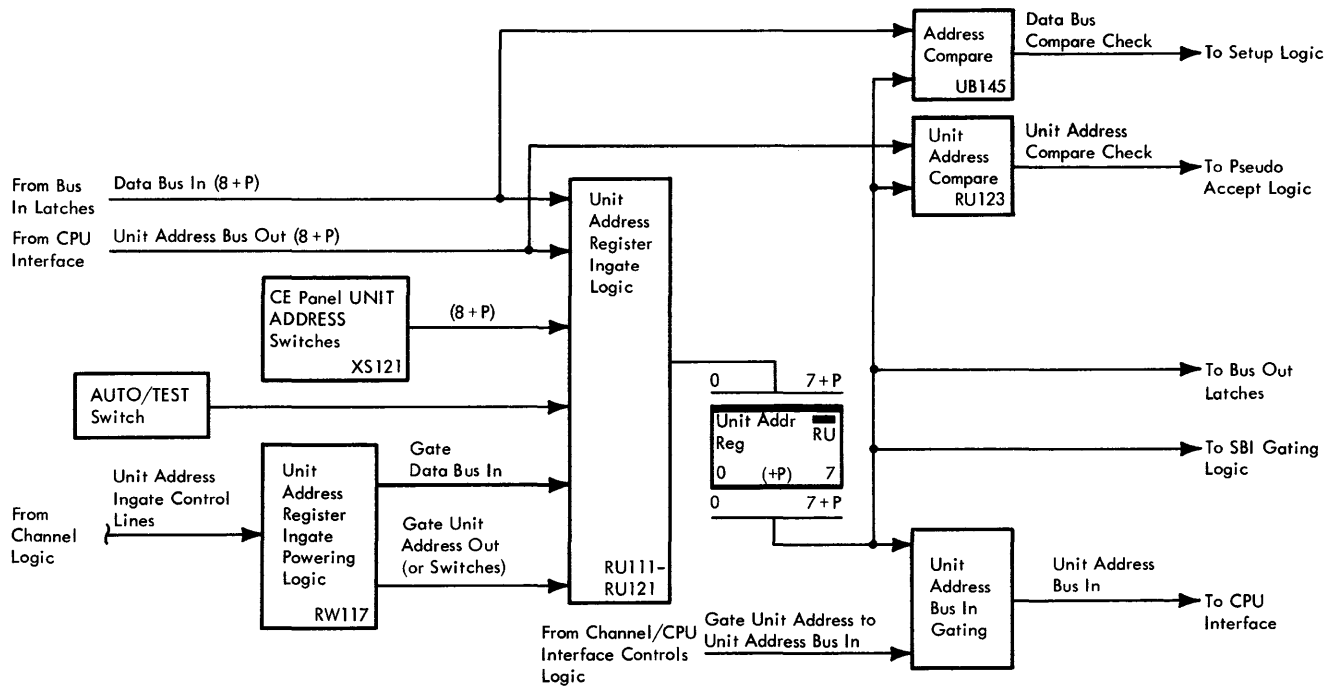 Address
Compare
UB145
Data Bus
Compare Check
To Setup Logic
Unit
Address
Compare
RU123
Unit Address
Compare Check
To Pseudo
Accept Logic
From Bus
In Latches
Data Bus In (8+P)
From CPU
Interface
Unit Address Bus Out (8+P)
Unit
Address
Register
Ingate
Logic
RU111-
RU121
CE Panel UNIT
ADDRESS
Switches
XS121
(8+P)
AUTO/TEST
Switch
0 7+P
Unit Addr
Reg
RU
0 (+P) 7
0 7+P
To Bus Out
Latches
To SBI Gating
Logic
From
Channel
Logic
Unit Address
Ingate Control
Lines
Unit
Address
Register
Ingate
Powering
Logic
RW117
Gate
Data Bus In
Gate Unit
Address Out
(or Switches)
From Channel/CPU
Interface Controls
Logic
Gate Unit Address to
Unit Address Bus In
Unit
Address
Bus In
Gating
Unit Address
Bus In
To CPU
Interface